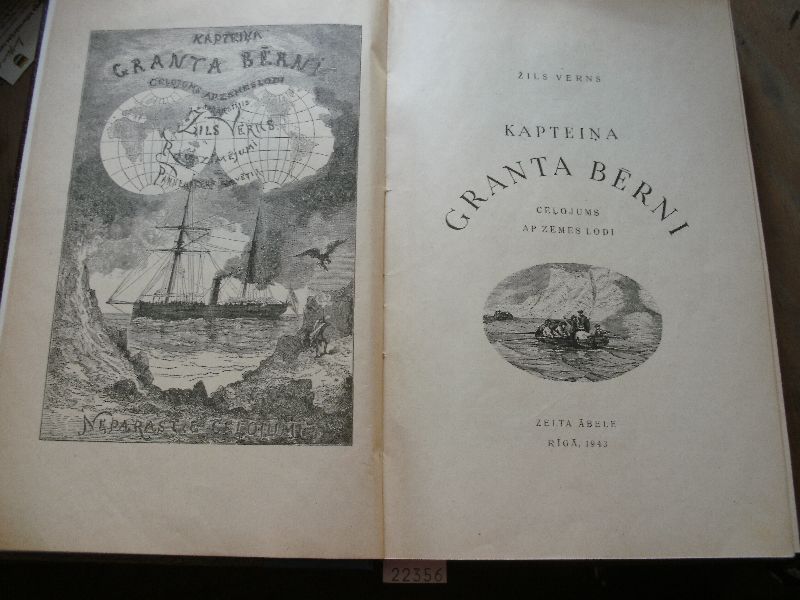 KAPTEIŅA
GRANTA BĒRNI
CEĻOJUMS AP ZEMES LODI
ŽILS VERNS
NEPARASTIE CEĻOJUMI
ŽILS VERNS
KAPTEIŅA
GRANTA BĒRNI
CEĻOJUMS
AP ZEMES LODI
ZELTA ĀBELE
RĪGĀ, 1943
22356